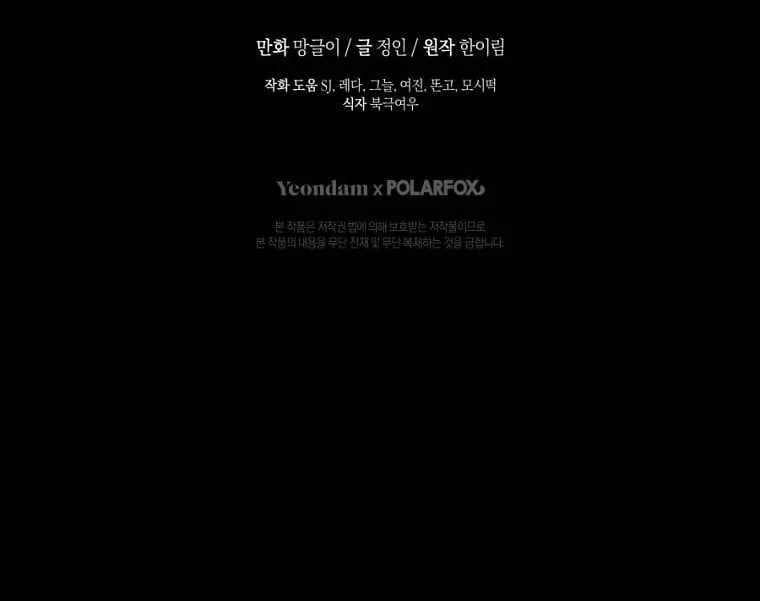 만화 망글이 / 글 정인 / 원작 한이림
작화 도움 SJ, 레다, 그늘, 여진, 똔고, 모시떡
식자 북극여우
Yeondam x POLARFOX
본 작품은 저작권 법에 의해 보호받는 저작물이므로
본 작품의 내용을 무단 전재 및 무단 복제하는 것을 금합니다.